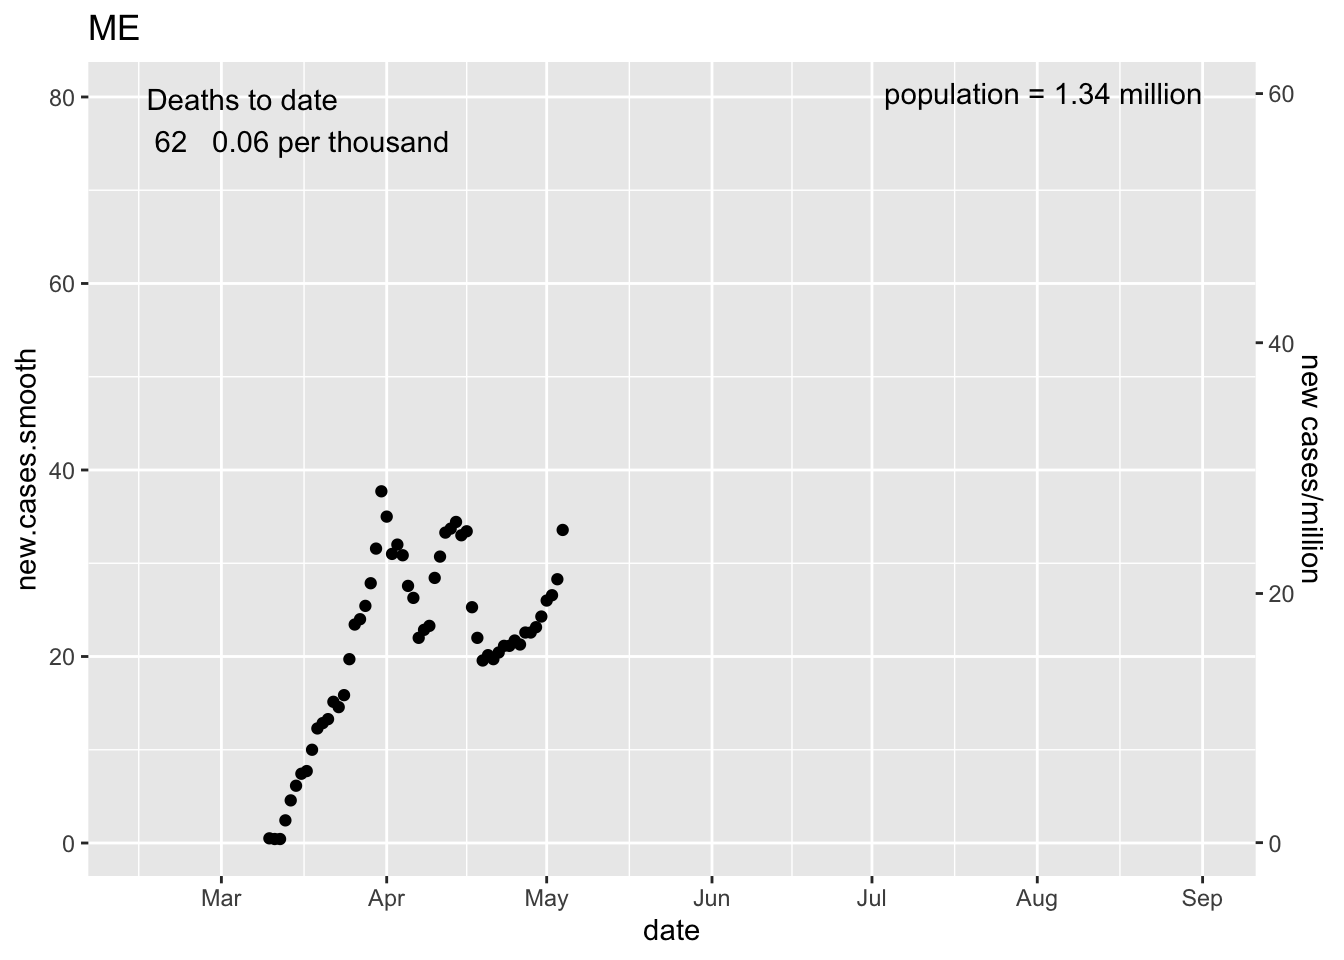 ME
Deaths to date
62 0.06 per thousand
population = 1.34 million
new.cases.smooth
80
60
40
20
0
60
40
20
0
new cases/million
Mar Apr May Jun Jul Aug Sep
date